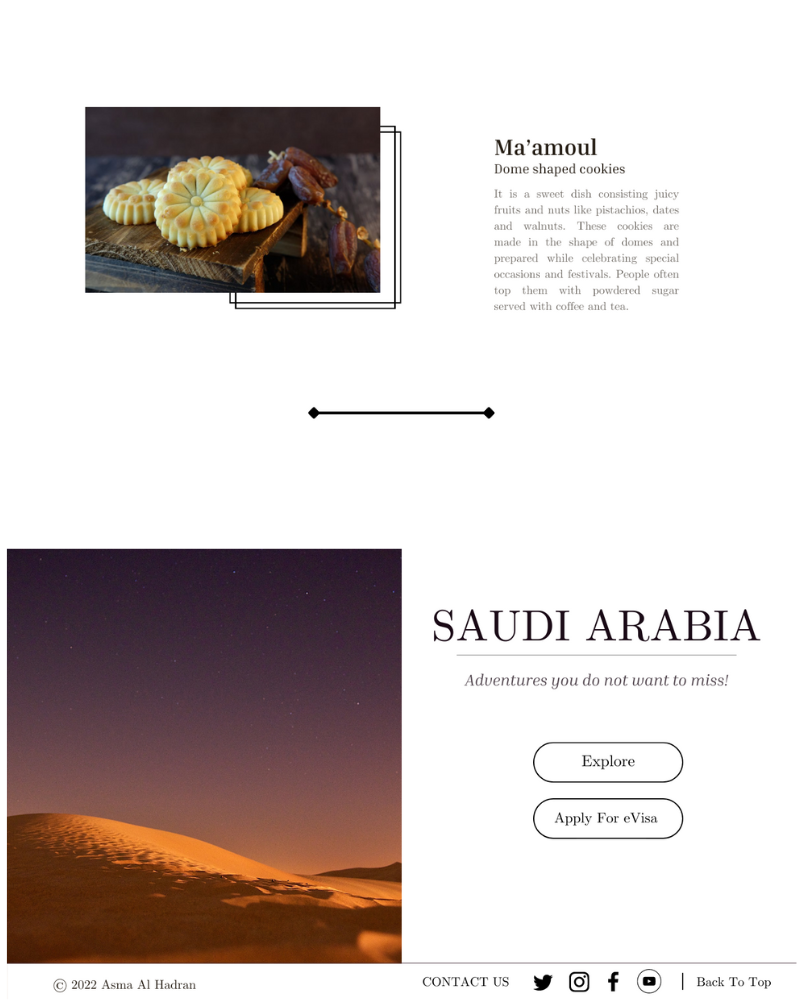 Ma’amoul
Dome shaped cookies
It is a sweet dish consisting juicy
fruits and nuts like pistachios, dates
and walnuts. These cookies are
made in the shape of domes and
prepared while celebrating special
occasions and festivals. People often
top them with powdered sugar
served with coffee and tea.
SAUDI ARABIA
Adventures you do not want to miss!
Explore
Apply For eVisa
© 2022 Asma Al Hadran
CONTACT US
Back To Top